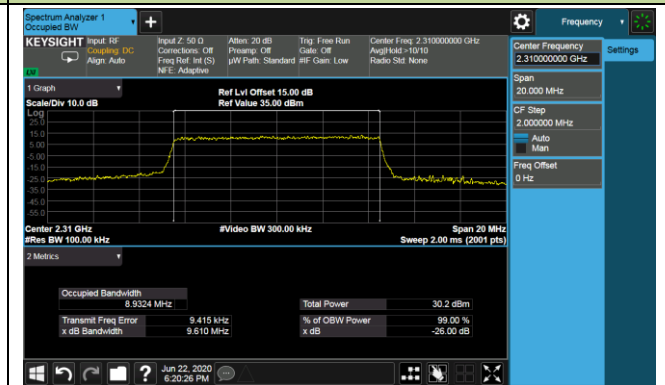 Spectrum Analyzer 1
Occupied BW
Frequency
KEYSIGHT
Input: RF
Coupling: DC
Align: Auto
Input Z: 50 Ω
Corrections: Off
Freq Ref: Int (S)
NFE: Adaptive
Atten: 20 dB
Preamp: Off
µW Path: Standard
Trig: Free Run
Gate: Off
#IF Gain: Low
Center Freq: 2.310000000 GHz
Avg|Hold:>10/10
Radio Std: None
LW
Center Frequency
2.310000000 GHz
Settings
Span
20.000 MHz
CF Step
2.000000 MHz
Auto
Man
Freq Offset
0 Hz
1 Graph
Scale/Div 10.0 dB
Ref Lvl Offset 15.00 dB
Ref Value 35.00 dBm
Log
25.0
15.0
5.00
-5.00
-15.0
-25.0
-35.0
-45.0
-55.0
Center 2.31 GHz
#Res BW 100.00 kHz
#Video BW 300.00 kHz
Span 20 MHz
Sweep 2.00 ms (2001 pts)
2 Metrics
Occupied Bandwidth
8.9324 MHz
Total Power 30.2 dBm
Transmit Freq Error 9.415 kHz
% of OBW Power 99.00 %
x dB Bandwidth 9.610 MHz
x dB -26.00 dB
?
Jun 22, 2020
6:20:26 PM